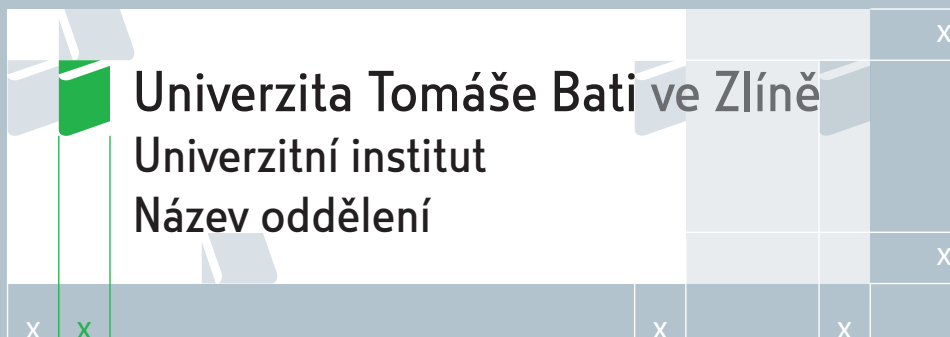 x
Univerzita Tomáše Bati ve Zlíně
Univerzitní institut
Název oddělení
x
x x x x